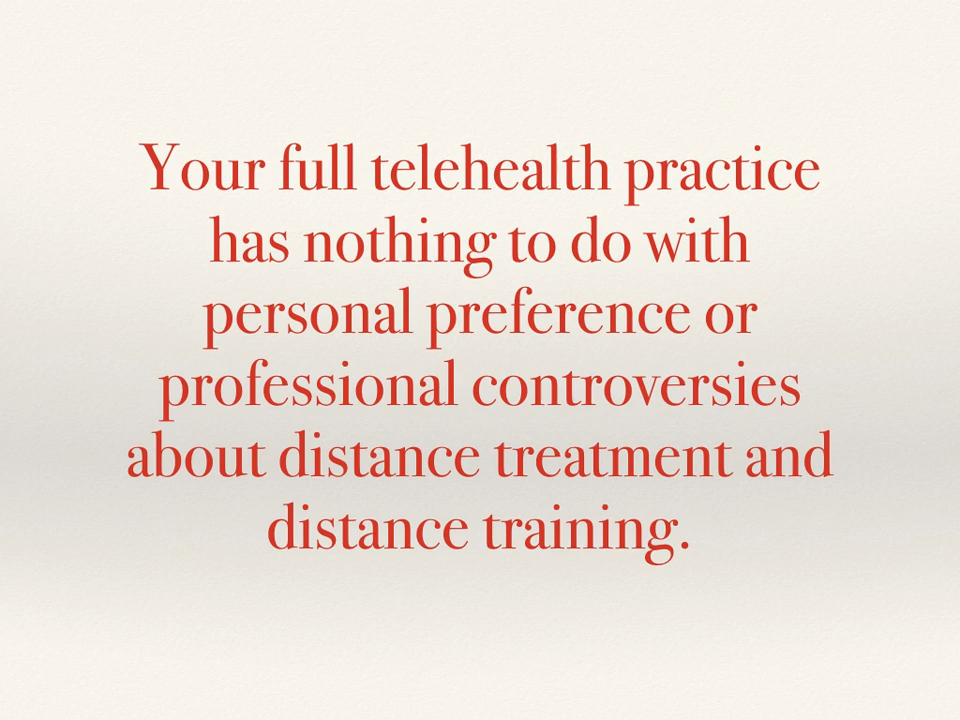 Your full telehealth practice
has nothing to do with
personal preference or
professional controversies
about distance treatment and
distance training.